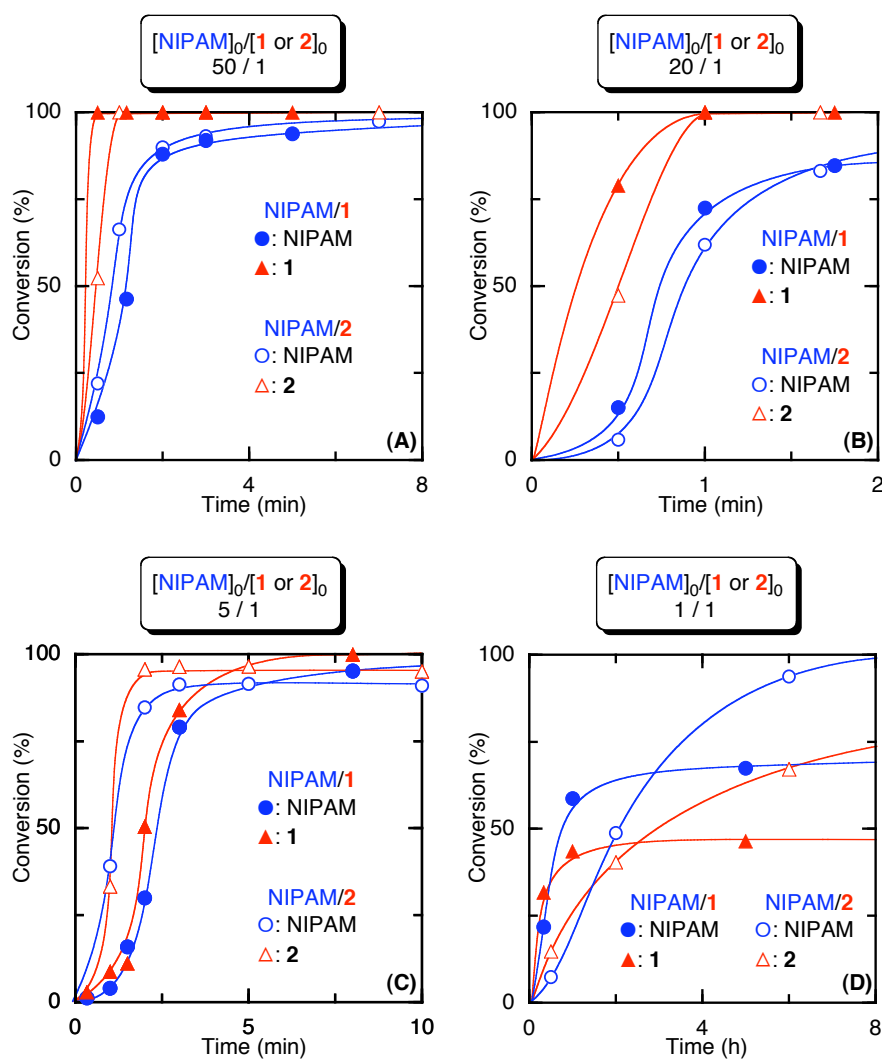 [NIPAM]₀/[1 or 2]₀
50 / 1
100
50
0
Conversion (%)
NIPAM/1
●: NIPAM
▲: 1
NIPAM/2
○: NIPAM
△: 2
(A)
0
4
8
Time (min)
[NIPAM]₀/[1 or 2]₀
20 / 1
100
50
0
Conversion (%)
NIPAM/1
●: NIPAM
▲: 1
NIPAM/2
○: NIPAM
△: 2
(B)
0
1
2
Time (min)
[NIPAM]₀/[1 or 2]₀
5 / 1
100
50
0
Conversion (%)
NIPAM/1
●: NIPAM
▲: 1
NIPAM/2
○: NIPAM
△: 2
(C)
0
5
10
Time (min)
[NIPAM]₀/[1 or 2]₀
1 / 1
100
50
0
Conversion (%)
NIPAM/1 NIPAM/2
●: NIPAM ○: NIPAM
▲: 1 △: 2
(D)
0
4
8
Time (h)